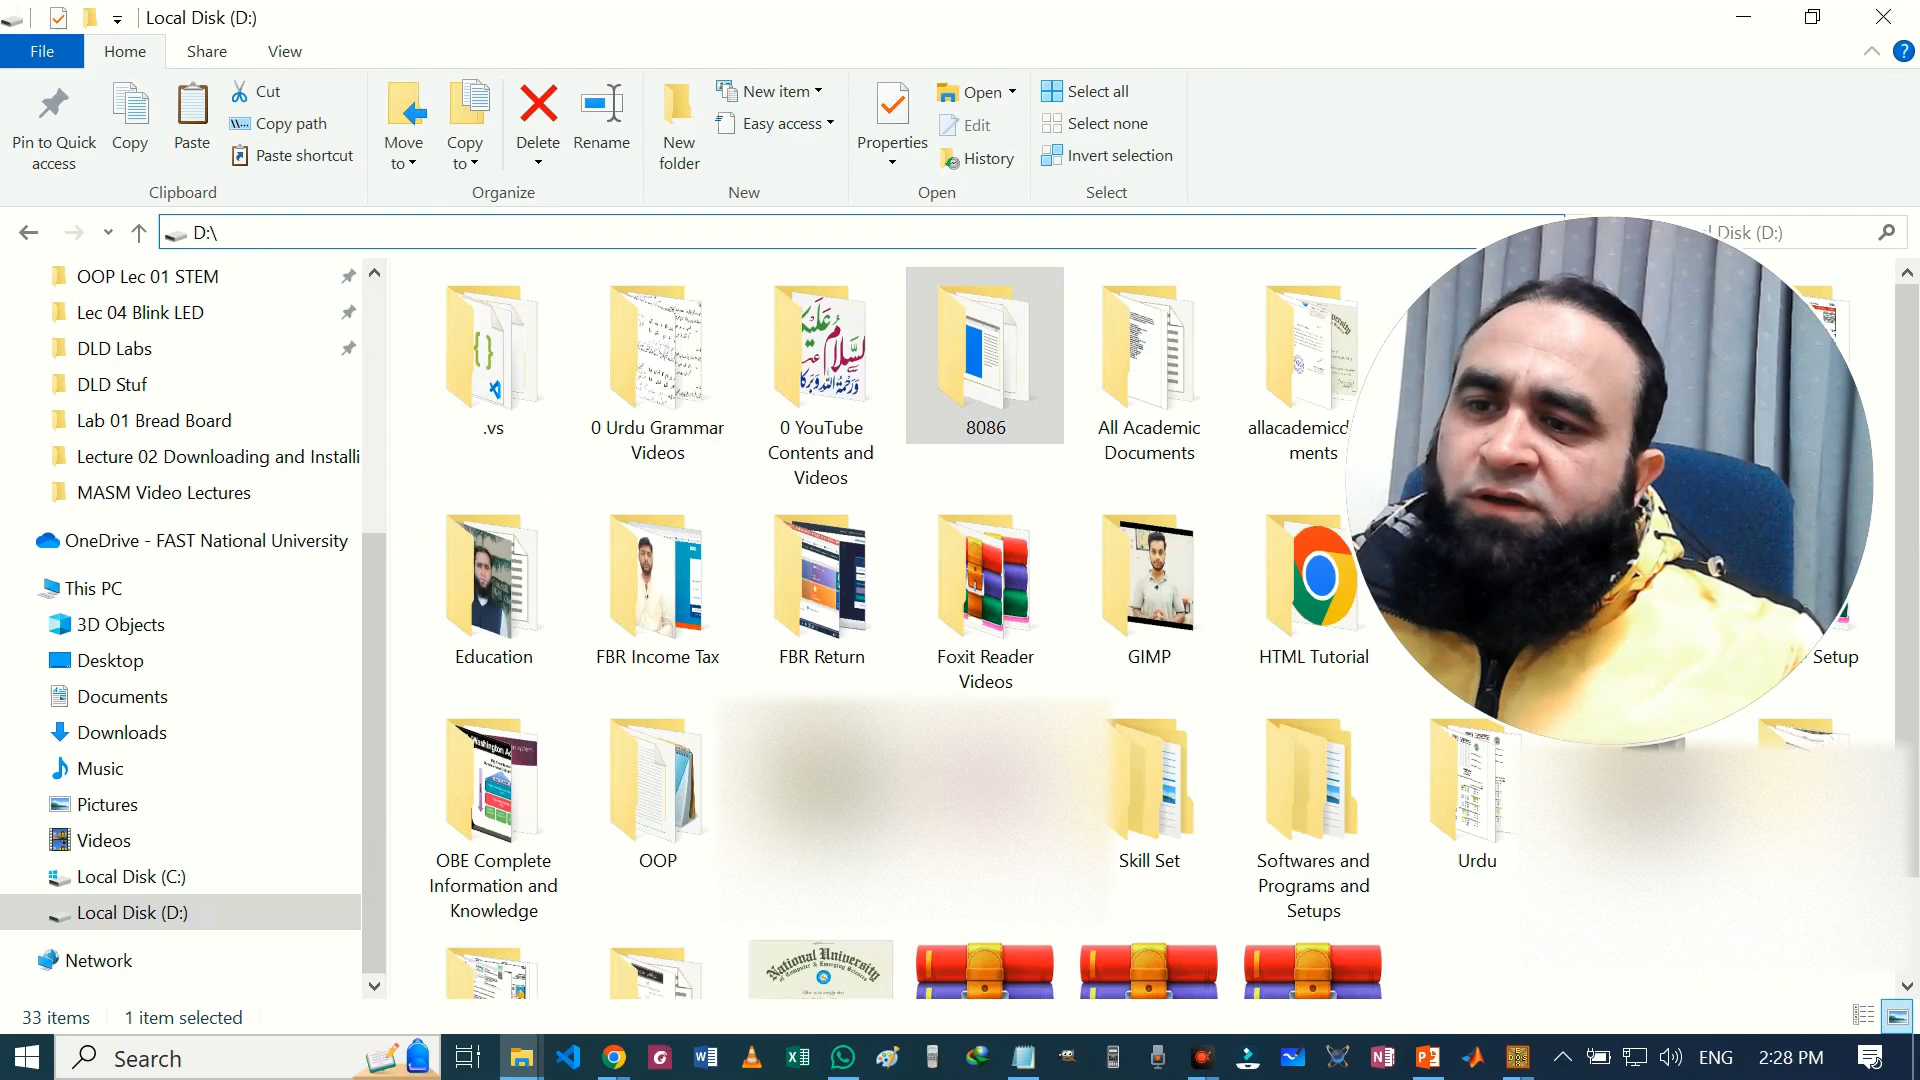 Local Disk (D:)
File
Home
Share
View
Pin to Quick
access
Copy
Paste
Cut
Copy path
Paste shortcut
Clipboard
Move
to
Copy
to
Delete
Rename
Organize
New
folder
New item
Easy access
New
Properties
Open
Edit
History
Open
Select all
Select none
Invert selection
Select
D:\
Disk (D:)
OOP Lec 01 STEM
Lec 04 Blink LED
DLD Labs
DLD Stuf
Lab 01 Bread Board
Lecture 02 Downloading and Installi
MASM Video Lectures
OneDrive - FAST National University
This PC
3D Objects
Desktop
Documents
Downloads
Music
Pictures
Videos
Local Disk (C:)
Local Disk (D:)
Network
.vs
0 Urdu Grammar
Videos
0 YouTube
Contents and
Videos
8086
All Academic
Documents
allacademicd
ments
Education
FBR Income Tax
FBR Return
Foxit Reader
Videos
GIMP
HTML Tutorial
Setup
OBE Complete
Information and
Knowledge
OOP
Skill Set
Softwares and
Programs and
Setups
Urdu
National University
33 items
1 item selected
Search
ENG
2:28 PM